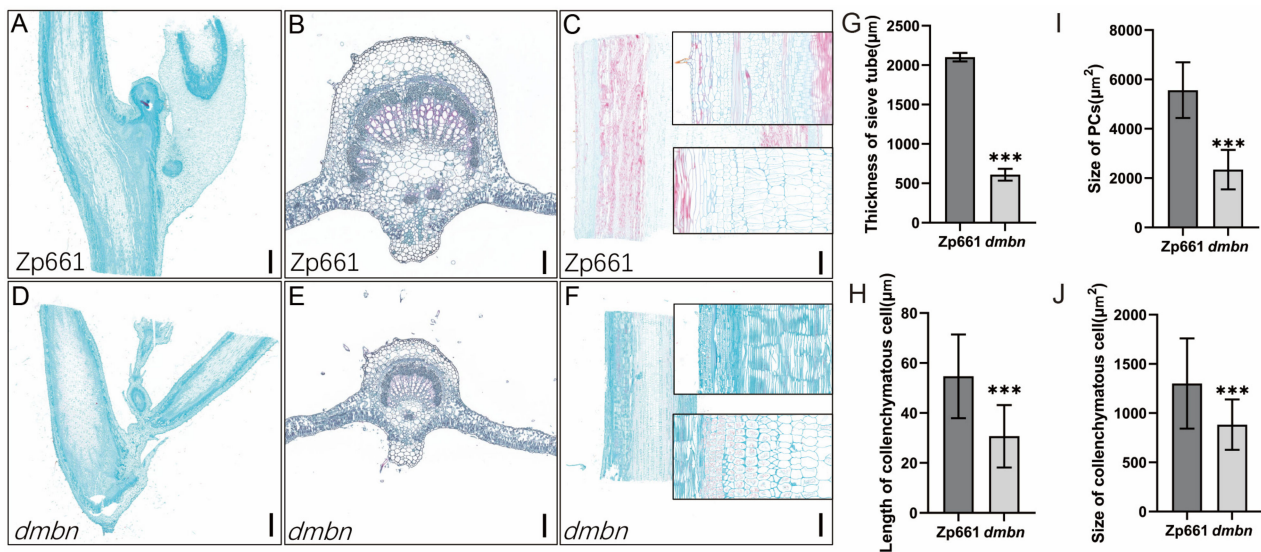 A
Zp661
B
Zp661
C
Zp661
D
dmbn
E
dmbn
F
dmbn
G
Thickness of sieve tube(μm)
2500
2000
1500
1000
500
0
***
Zp661 dmbn
I
Size of PCs(μm²)
8000
6000
4000
2000
0
***
Zp661 dmbn
H
Length of collenchymatous cell(μm)
80
60
40
20
0
***
Zp661 dmbn
J
Size of collenchymatous cell(μm²)
2000
1500
1000
500
0
***
Zp661 dmbn